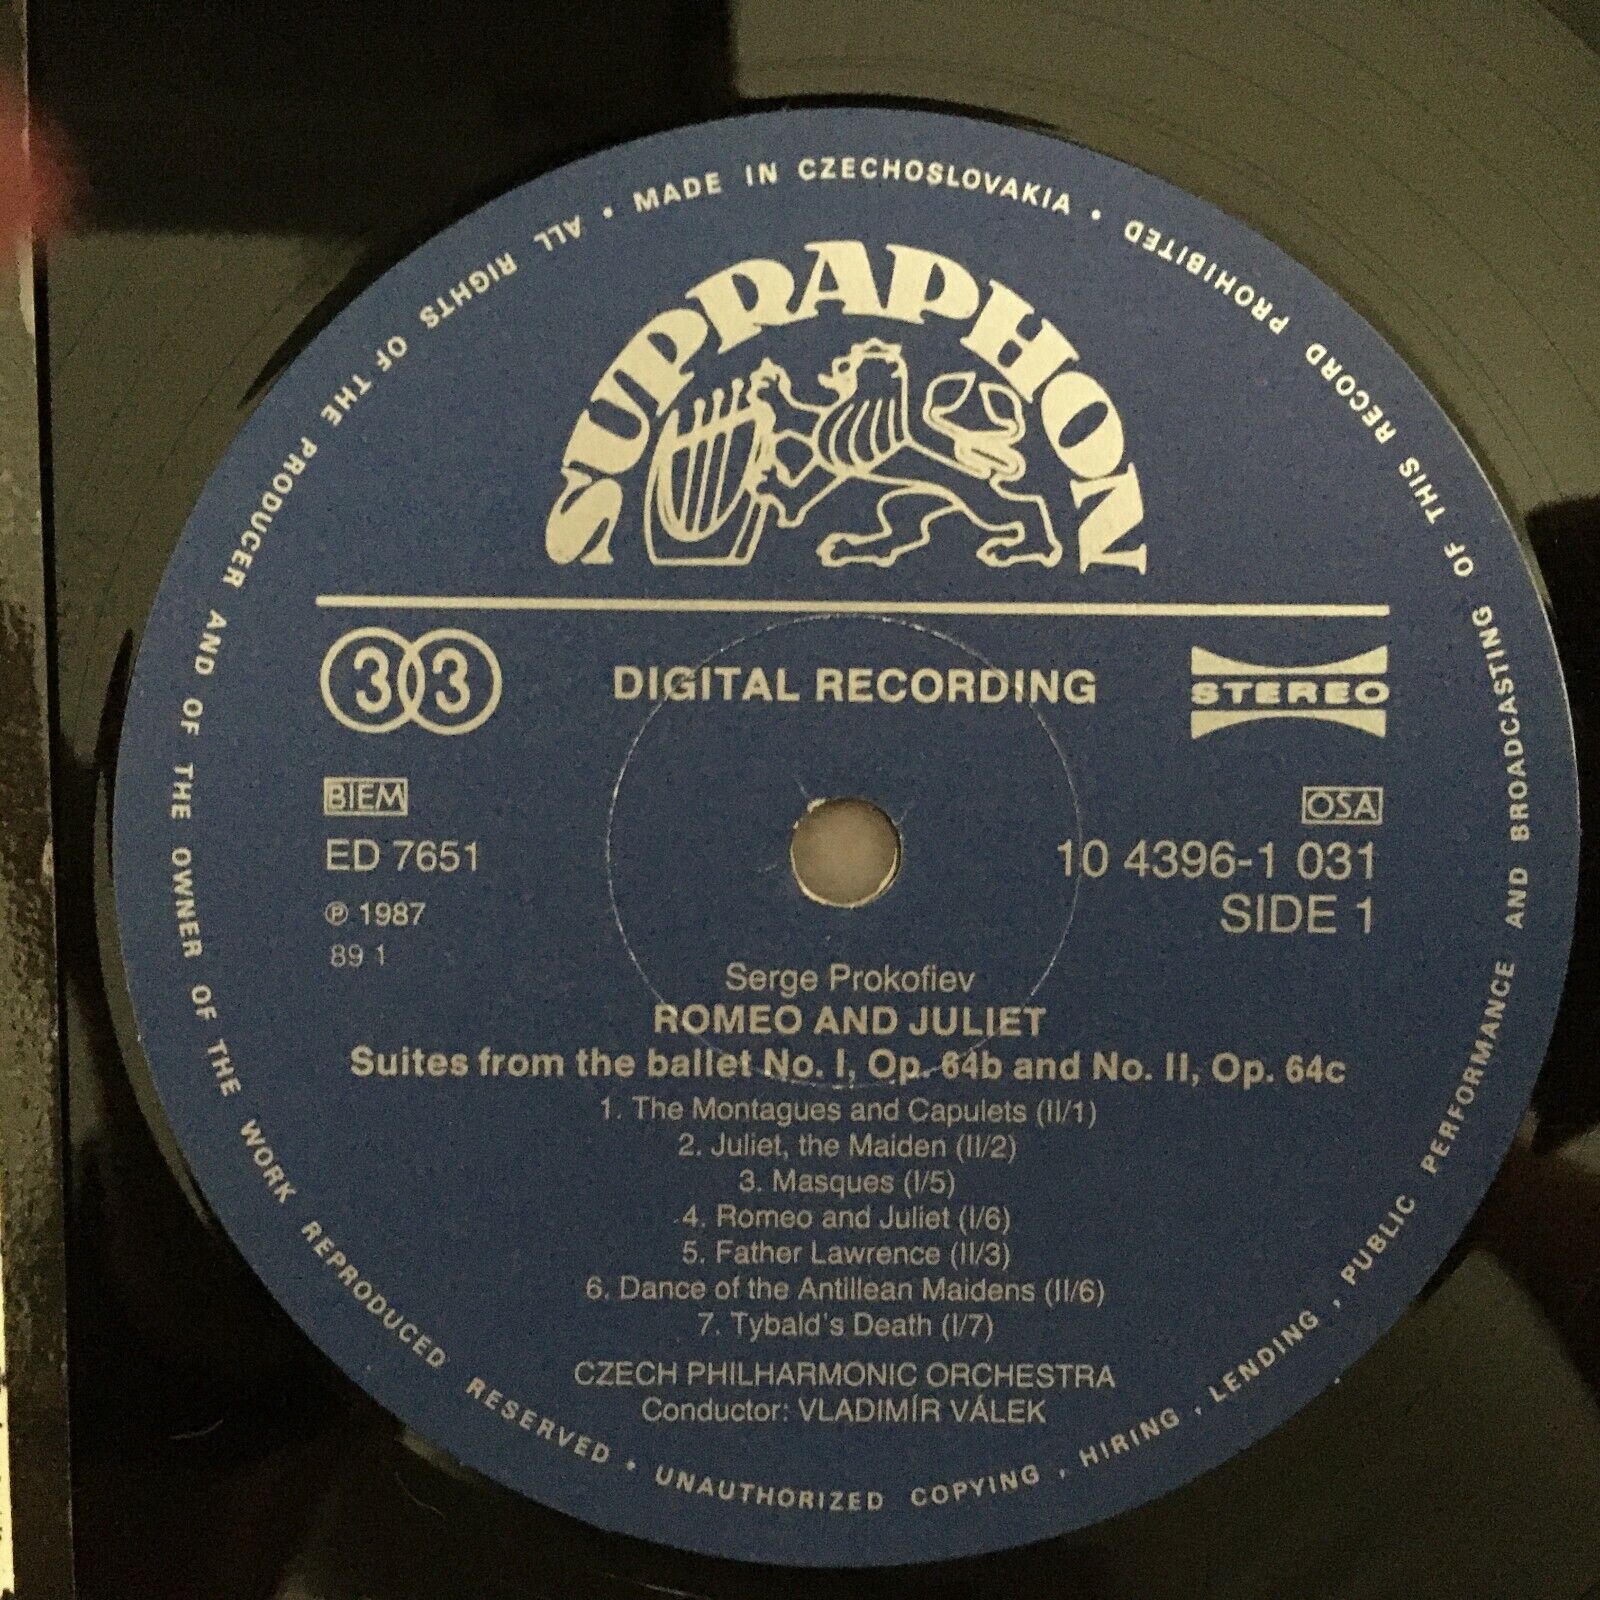 MADE IN CZECHOSLOVAKIA • ALL RIGHTS OF THE PRODUCER AND OF THE OWNER OF THE WORK REPRODUCED RESERVED • UNAUTHORIZED COPYING , HIRING , LENDING , PUBLIC PERFORMANCE AND BROADCASTING OF THIS RECORD PROHIBITED •
SUPRAPHON
33
DIGITAL RECORDING
STEREO
BIEM
OSA
ED 7651
10 4396-1 031
℗ 1987
SIDE 1
89 1
Serge Prokofiev
ROMEO AND JULIET
Suites from the ballet No. I, Op. 64b and No. II, Op. 64c
1. The Montagues and Capulets (II/1)
2. Juliet, the Maiden (II/2)
3. Masques (I/5)
4. Romeo and Juliet (I/6)
5. Father Lawrence (II/3)
6. Dance of the Antillean Maidens (II/6)
7. Tybald's Death (I/7)
CZECH PHILHARMONIC ORCHESTRA
Conductor: VLADIMÍR VÁLEK